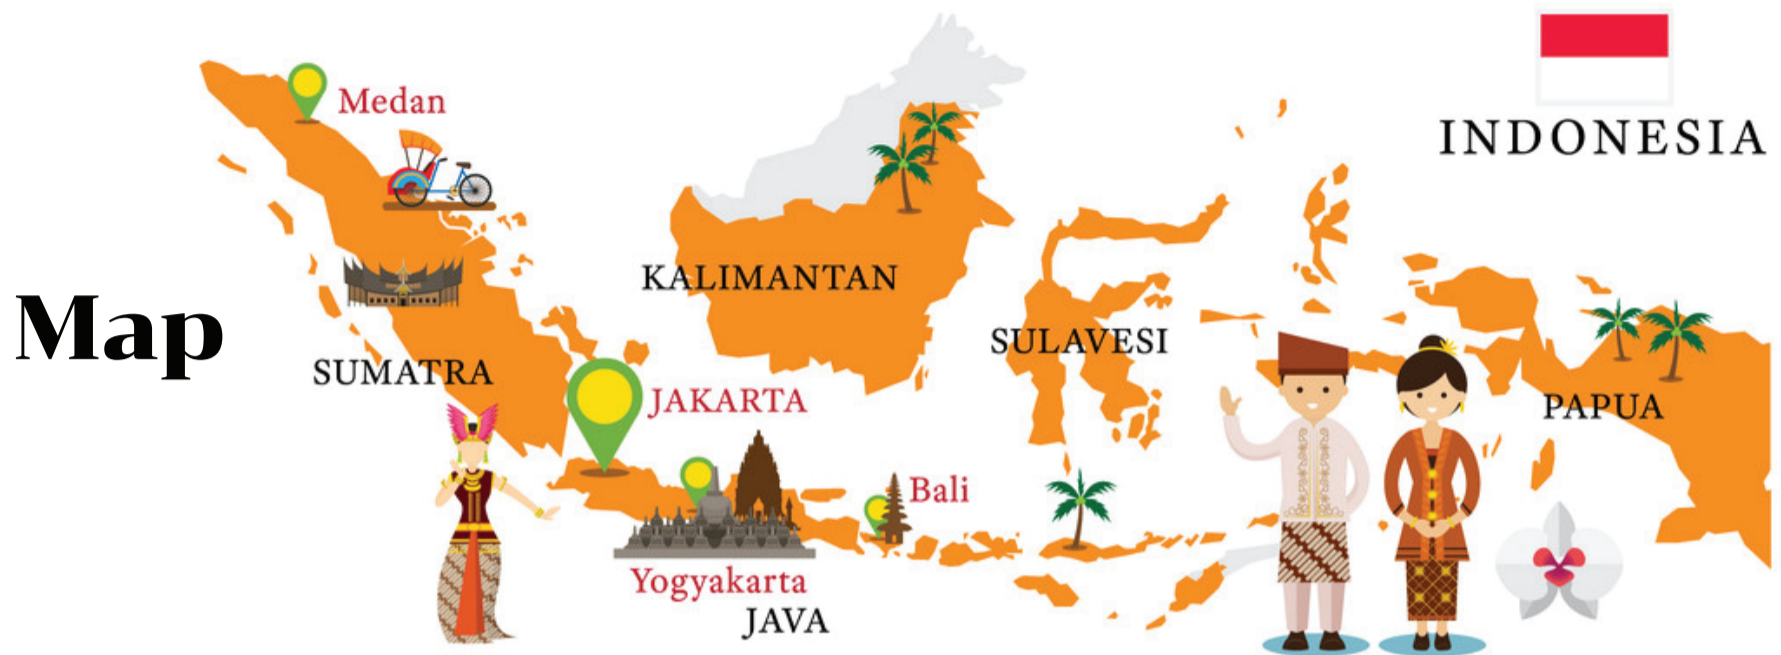 Map
Medan
INDONESIA
KALIMANTAN
SULAVESI
SUMATRA
JAKARTA
PAPUA
Bali
Yogyakarta
JAVA